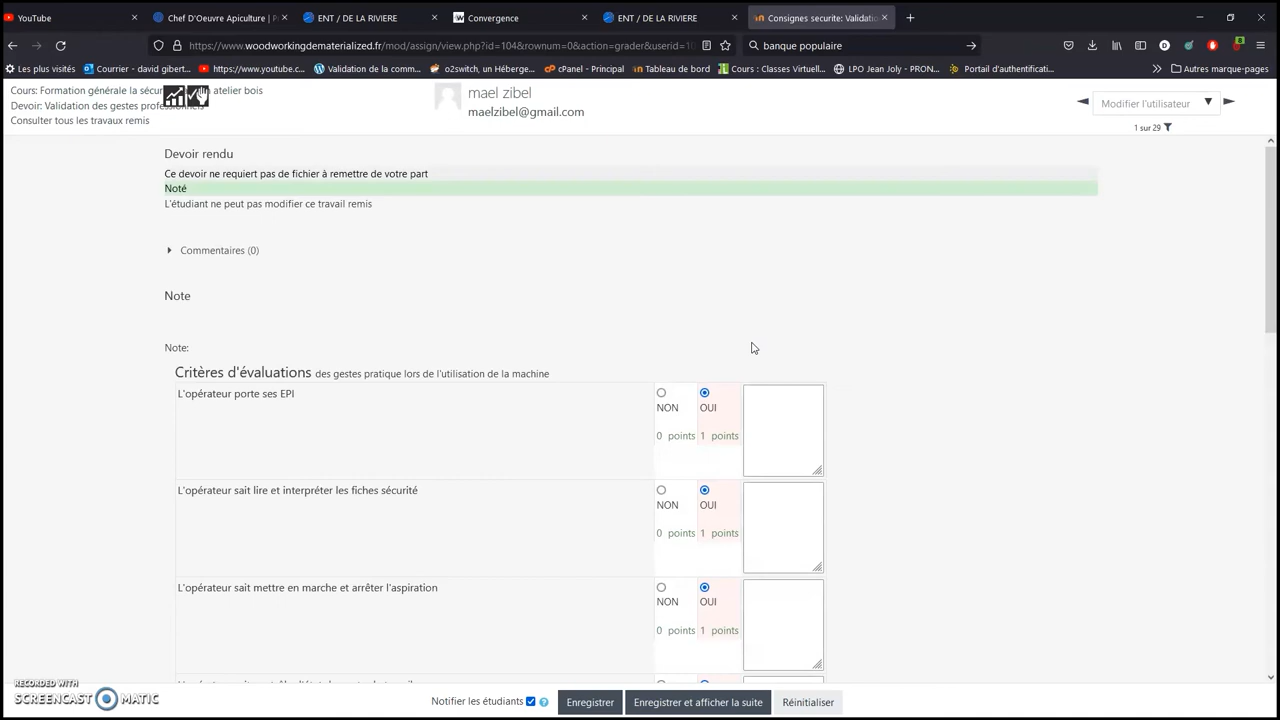 YouTube
Chef D'Oeuvre Apiculture | P
ENT / DE LA RIVIERE
Convergence
ENT / DE LA RIVIERE
Consignes securite: Validatio
https://www.woodworkingdematerialized.fr/mod/assign/view.php?id=104&rownum=0&action=grader&userid=10
banque populaire
Les plus visités
Courrier - david gibert...
https://www.youtube.c...
Validation de la comm...
o2switch, un Héberge...
cPanel - Principal
Tableau de bord
Cours : Classes Virtuell...
LPO Jean Joly - PRON...
Portail d'authentificati...
Autres marque-pages
Cours: Formation générale la sécur in atelier bois
Devoir: Validation des gestes professionnels
Consulter tous les travaux remis
mael zibel
maelzibel@gmail.com
Modifier l'utilisateur
1 sur 29
Devoir rendu
Ce devoir ne requiert pas de fichier à remettre de votre part
Noté
L'étudiant ne peut pas modifier ce travail remis
Commentaires (0)
Note
Note:
Critères d'évaluations des gestes pratique lors de l'utilisation de la machine
L'opérateur porte ses EPI
NON
0 points
OUI
1 points
L'opérateur sait lire et interpréter les fiches sécurité
NON
0 points
OUI
1 points
L'opérateur sait mettre en marche et arrêter l'aspiration
NON
0 points
OUI
1 points
RECORDED WITH
SCREENCAST MATIC
Notifier les étudiants
Enregistrer
Enregistrer et afficher la suite
Réinitialiser